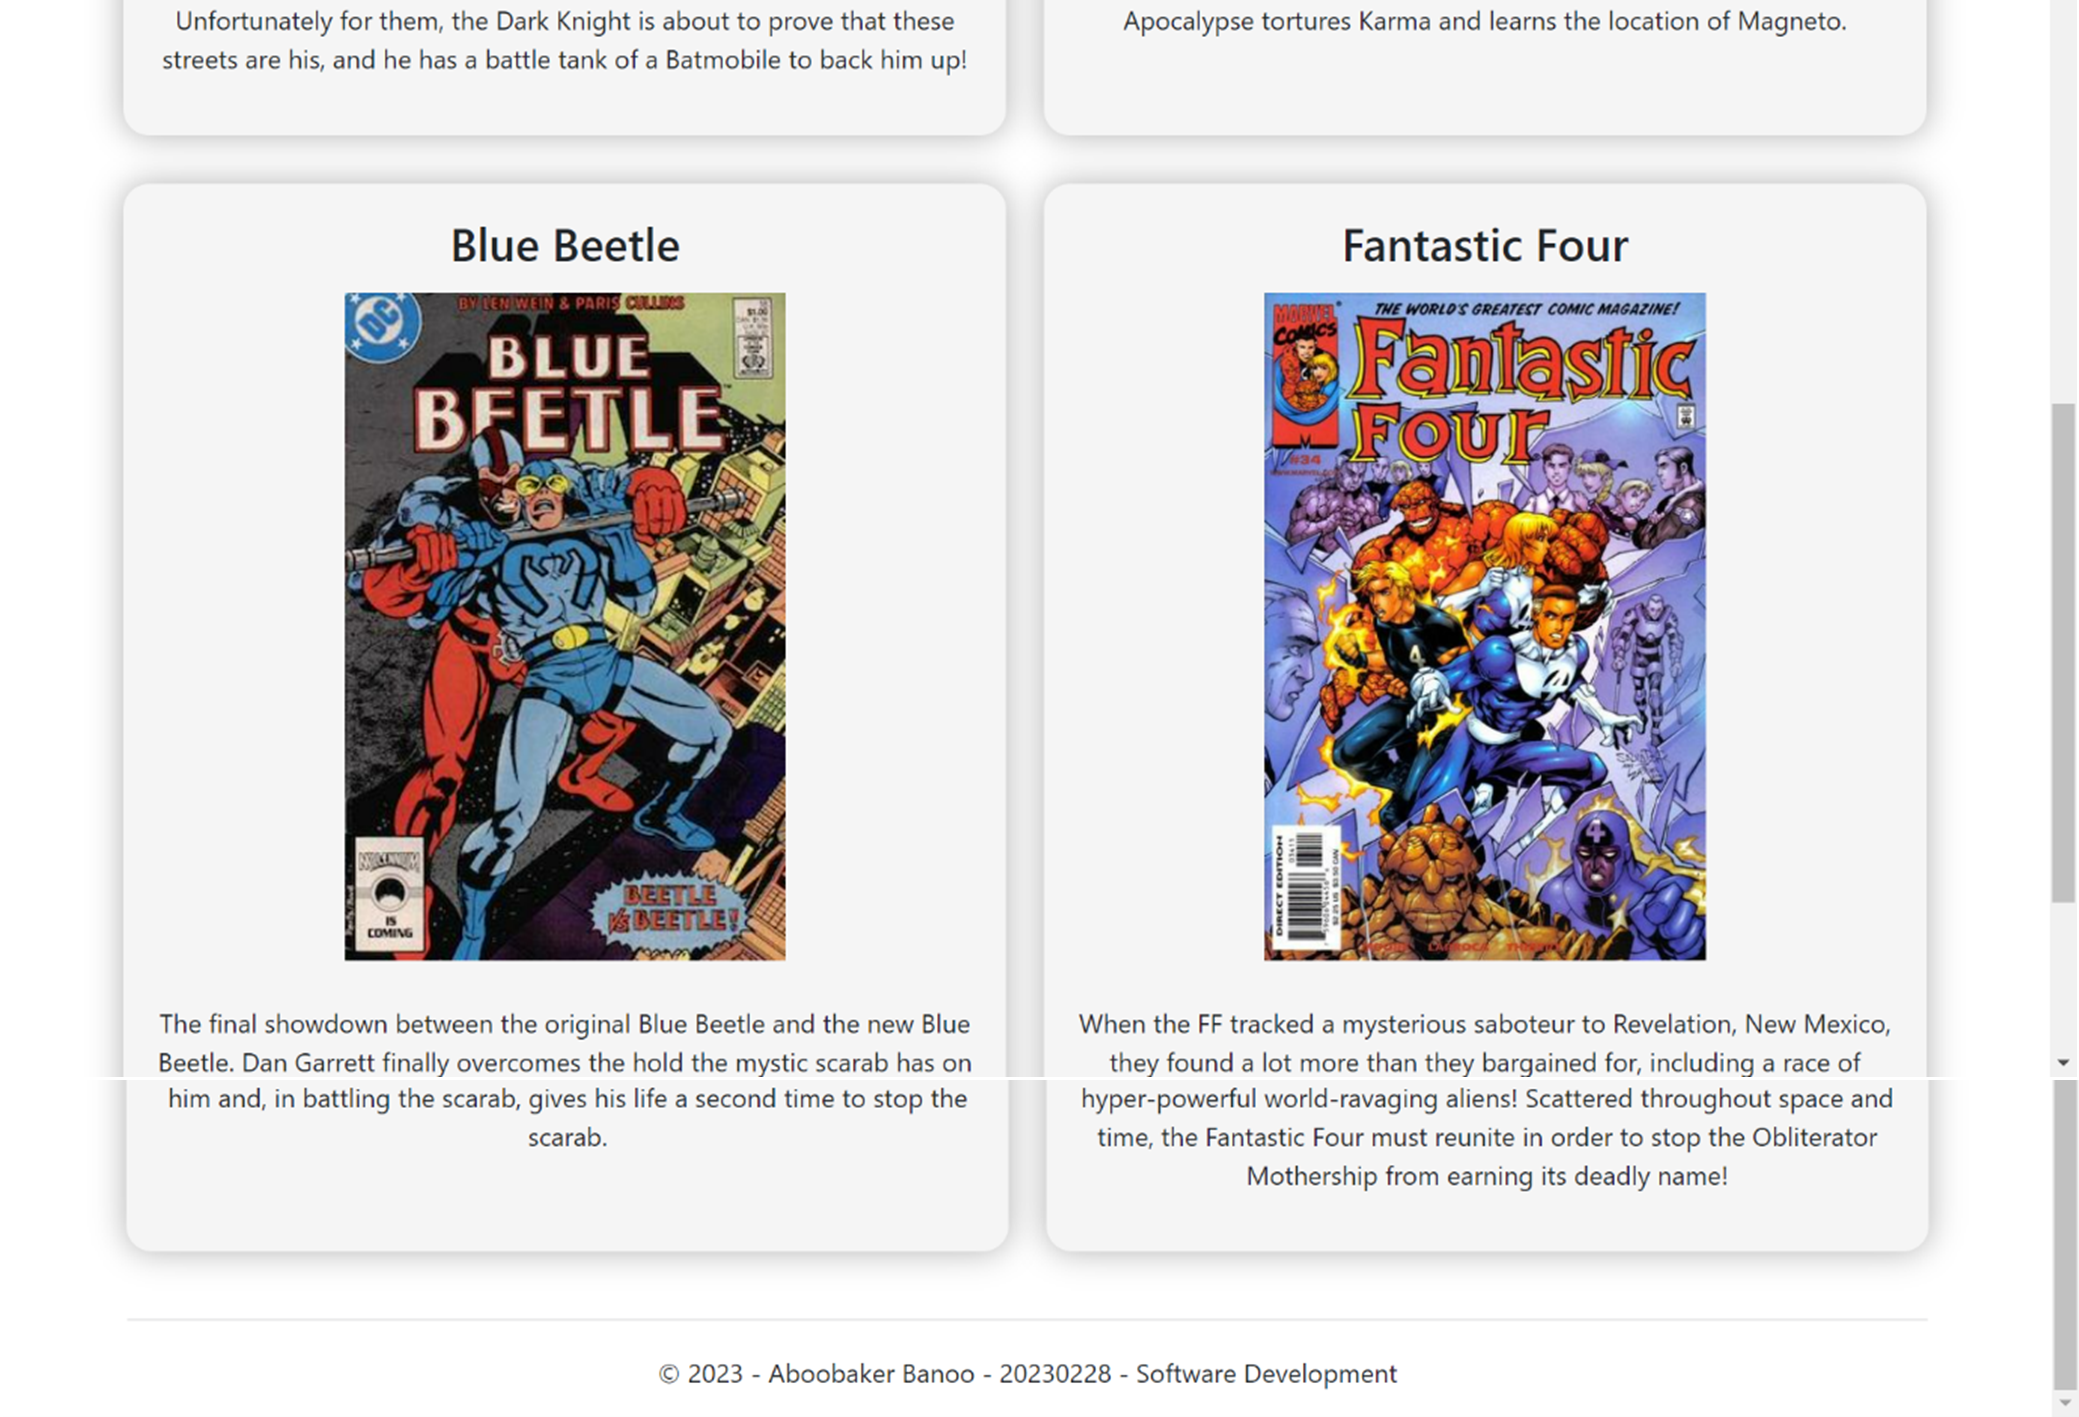 Unfortunately for them, the Dark Knight is about to prove that these
streets are his, and he has a battle tank of a Batmobile to back him up!
Apocalypse tortures Karma and learns the location of Magneto.
Blue Beetle
DC
BY LEN WEIN & PARIS CULLINS
$1.00
BLUE
BEETLE
MILLENNIUM
IS
COMING
BEETLE
VS BEETLE!
The final showdown between the original Blue Beetle and the new Blue
Beetle. Dan Garrett finally overcomes the hold the mystic scarab has on
him and, in battling the scarab, gives his life a second time to stop the
scarab.
Fantastic Four
MARVEL
COMICS
THE WORLD'S GREATEST COMIC MAGAZINE!
Fantastic
Four
#34
4
4
4
DIRECT EDITION
When the FF tracked a mysterious saboteur to Revelation, New Mexico,
they found a lot more than they bargained for, including a race of
hyper-powerful world-ravaging aliens! Scattered throughout space and
time, the Fantastic Four must reunite in order to stop the Obliterator
Mothership from earning its deadly name!
© 2023 - Aboobaker Banoo - 20230228 - Software Development